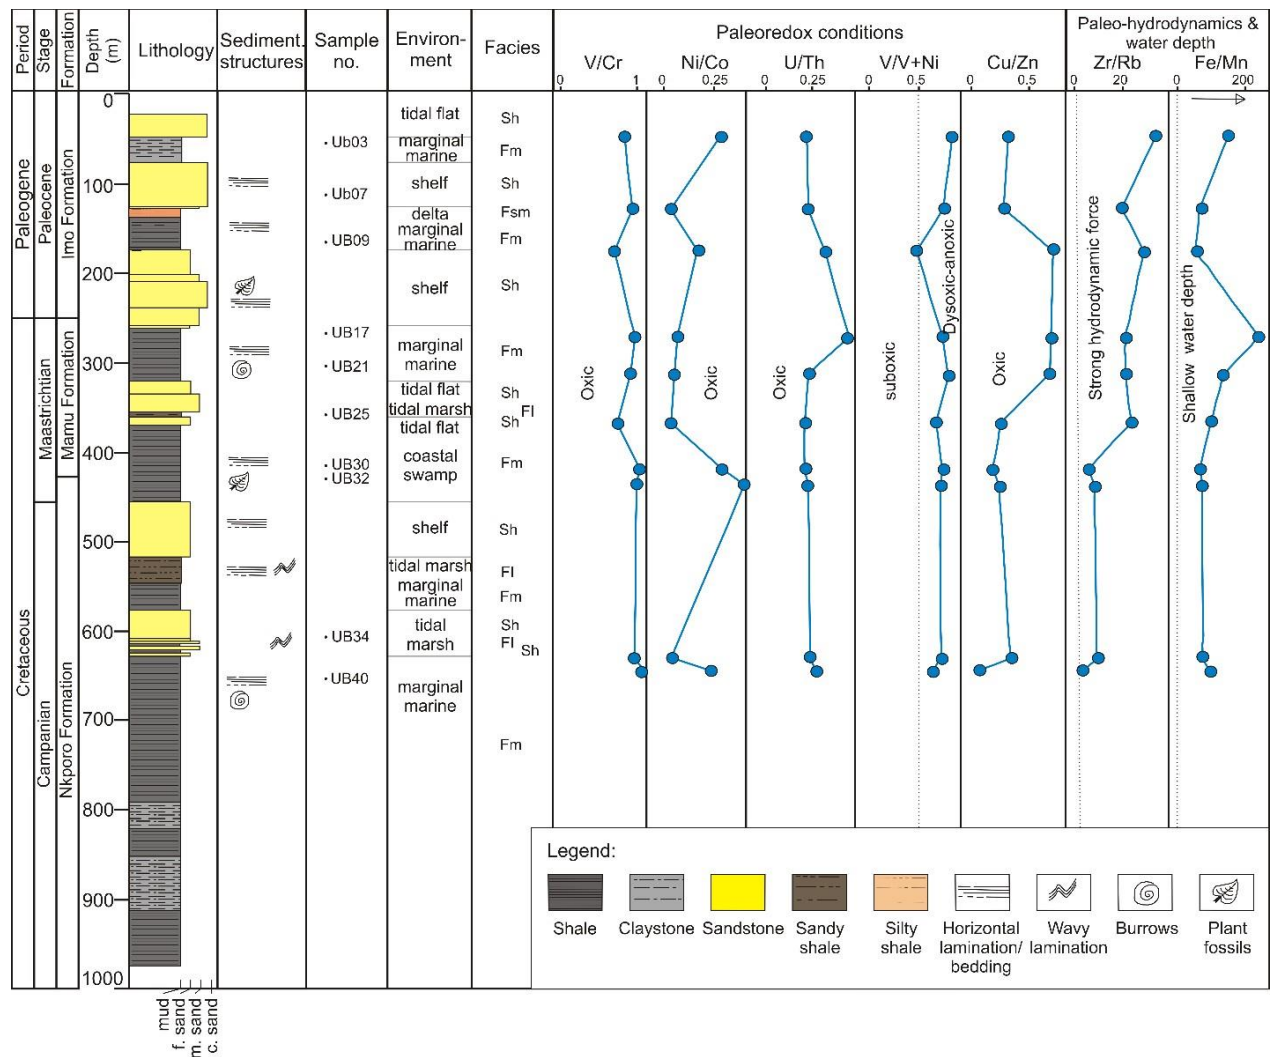 Period
Stage
Formation
Depth
(m)
Lithology
Sediment.
structures
Sample
no.
Environ-
ment
Facies
Paleoredox conditions
V/Cr
0 1
Ni/Co
0 0.25
U/Th
0 0.25
V/V+Ni
0 0.5
Cu/Zn
0 0.5
Paleo-hydrodynamics &
water depth
Zr/Rb
0 20
Fe/Mn
0 200
Paleogene
Cretaceous
Paleocene
Maastrichtian
Campanian
Imo Formation
Mamu Formation
Nkporo Formation
0
100
200
300
400
500
600
700
800
900
1000
mud
f. sand
m. sand
c. sand
Ub03
Ub07
UB09
UB17
UB21
UB25
UB30
UB32
UB34
UB40
tidal flat
marginal
marine
shelf
delta
marginal
marine
shelf
marginal
marine
tidal flat
tidal marsh
tidal flat
coastal
swamp
shelf
tidal marsh
marginal
marine
tidal
marsh
marginal
marine
Sh
Fm
Sh
Fsm
Fm
Sh
Fm
Sh
Fl
Sh
Fm
Sh
Fl
Fm
Sh
Fl
Sh
Fm
Oxic
Oxic
Oxic
suboxic
Dysoxic-anoxic
Oxic
Strong hydrodynamic force
Shallow water depth
Legend:
Shale
Claystone
Sandstone
Sandy
shale
Silty
shale
Horizontal
lamination/
bedding
Wavy
lamination
Burrows
Plant
fossils